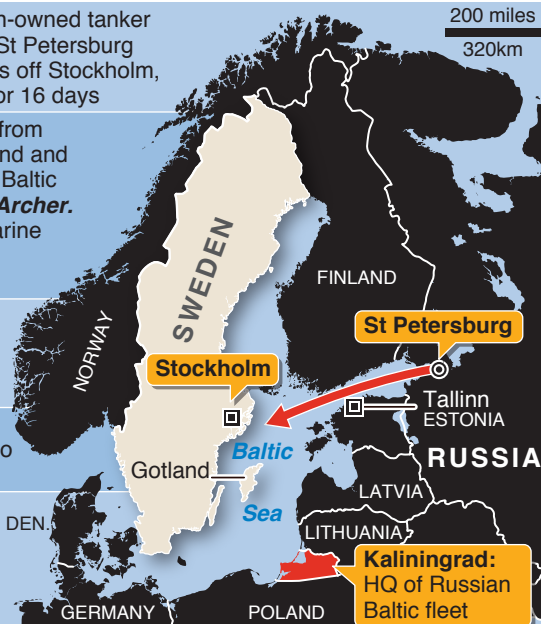 n-owned tanker
St Petersburg
s off Stockholm,
or 16 days
from
nd and
Baltic
Archer.
arine
o
200 miles
320km
SWEDEN
FINLAND
NORWAY
St Petersburg
Stockholm
Tallinn
ESTONIA
RUSSIA
Baltic
Sea
Gotland
LATVIA
DEN.
LITHUANIA
Kaliningrad:
HQ of Russian
Baltic fleet
GERMANY
POLAND